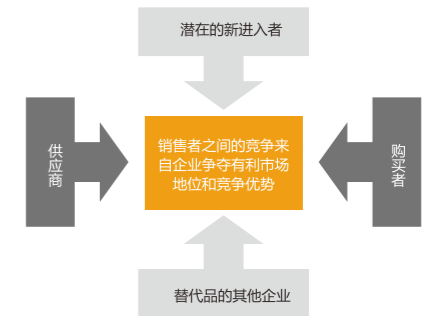 潜在的新进入者
供应商
销售者之间的竞争来
自企业争夺有利市场
地位和竞争优势
购买者
替代品的其他企业